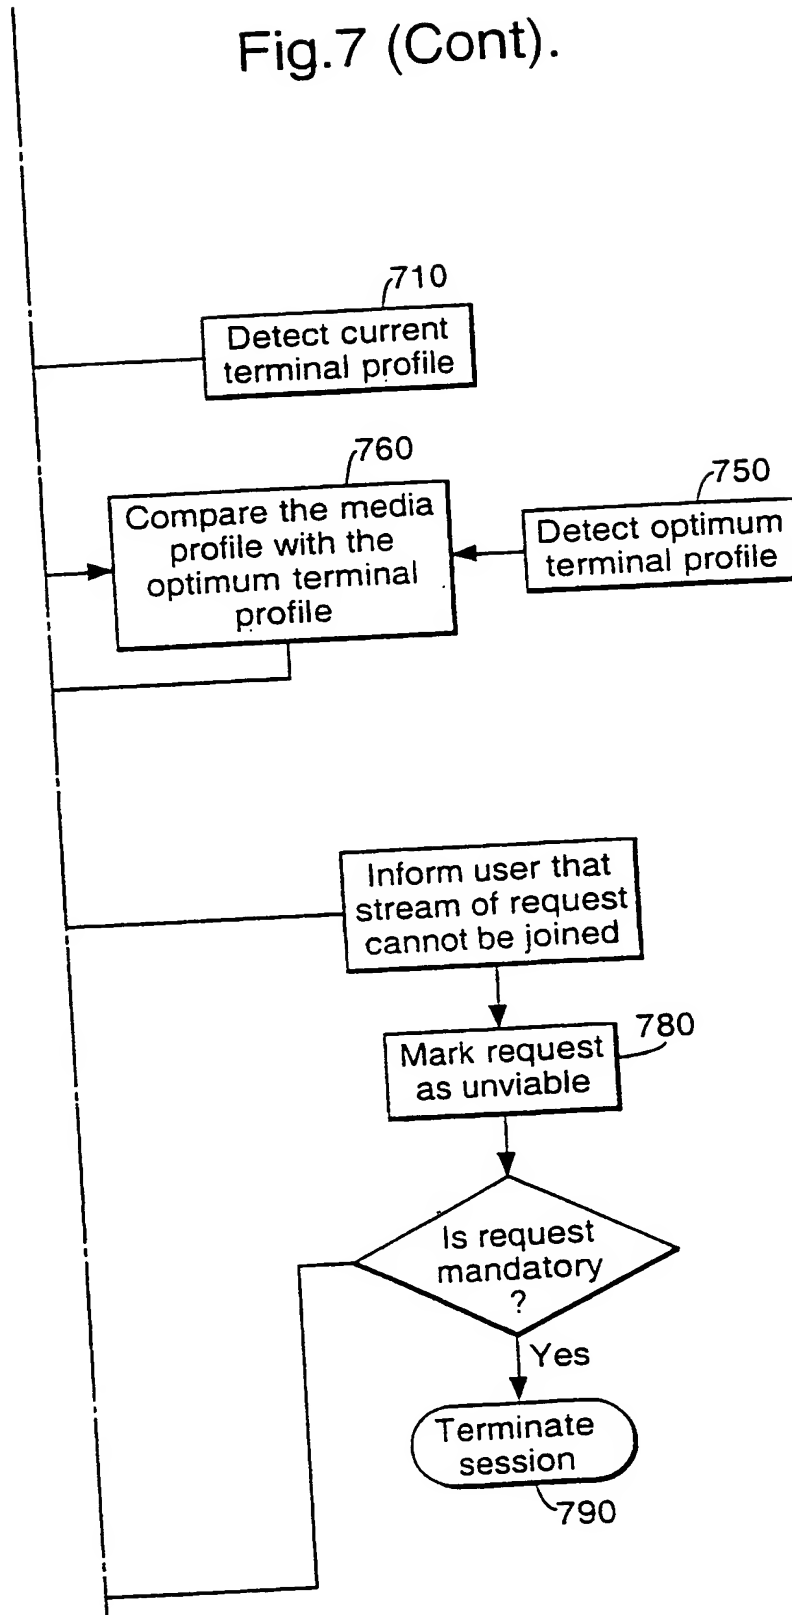 Fig.7 (Cont).
710
Detect current
terminal profile
760
Compare the media
profile with the
optimum terminal
profile
750
Detect optimum
terminal profile
Inform user that
stream of request
cannot be joined
780
Mark request
as unviable
Is request
mandatory
?
Yes
Terminate
session
790